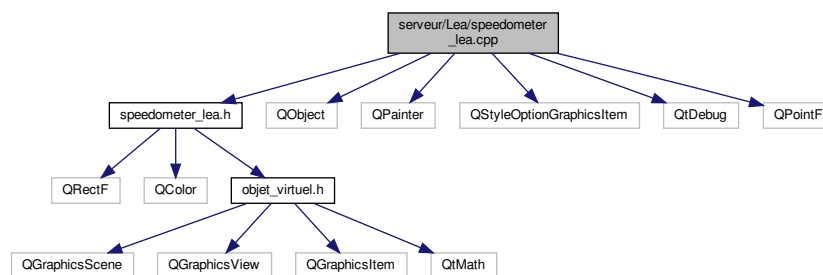 serveur/Lea/speedometer
_lea.cpp
speedometer_lea.h
QObject
QPainter
QStyleOptionGraphicsItem
QtDebug
QPointF
QRectF
QColor
objet_virtuel.h
QGraphicsScene
QGraphicsView
QGraphicsItem
QtMath